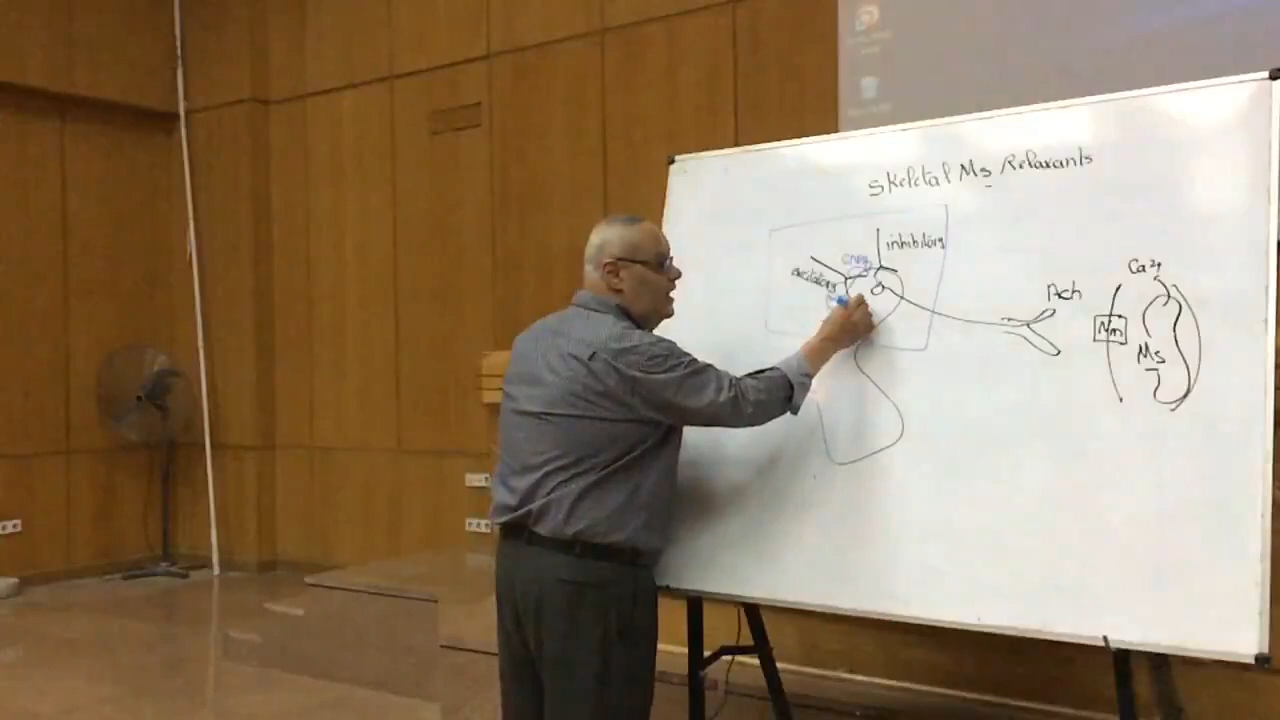 Skeletal Ms Relaxants
inhibitory
excitatory
Ach
Ca²⁺
Nm
Ms